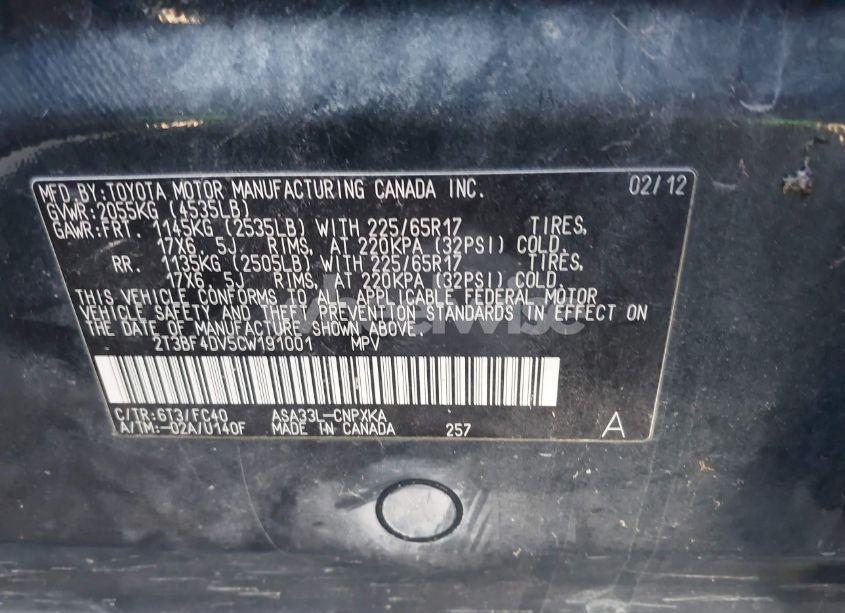 MFD.BY:TOYOTA MOTOR MANUFACTURING CANADA INC. 02/12
GVWR:2055KG (4535LB)
GAWR:FRT. 1145KG (2535LB) WITH 225/65R17 TIRES,
17X6. 5J RIMS, AT 220KPA (32PSI) COLD.
RR. 1135KG (2505LB) WITH 225/65R17 TIRES,
17X6. 5J RIMS, AT 220KPA (32PSI) COLD.
THIS VEHICLE CONFORMS TO ALL APPLICABLE FEDERAL MOTOR
VEHICLE SAFETY AND THEFT PREVENTION STANDARDS IN EFFECT ON
THE DATE OF MANUFACTURE SHOWN ABOVE.
2T3BF4DV5CW191001 MPV
C/TR:6T3/FC40 ASA33L-CNPXKA
A/TM:-02A/U140F MADE IN CANADA 257 A